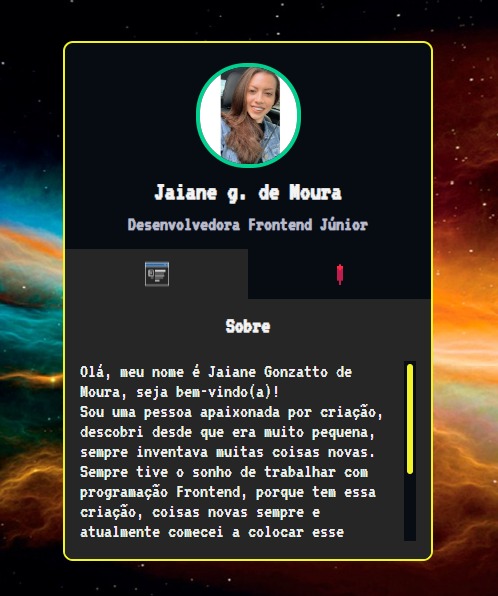 Jaiane g. de Moura
Desenvolvedora Frontend Júnior
Sobre
Olá, meu nome é Jaiane Gonzatto de
Moura, seja bem-vindo(a)!
Sou uma pessoa apaixonada por criação,
descobri desde que era muito pequena,
sempre inventava muitas coisas novas.
Sempre tive o sonho de trabalhar com
programação Frontend, porque tem essa
criação, coisas novas sempre e
atualmente comecei a colocar esse